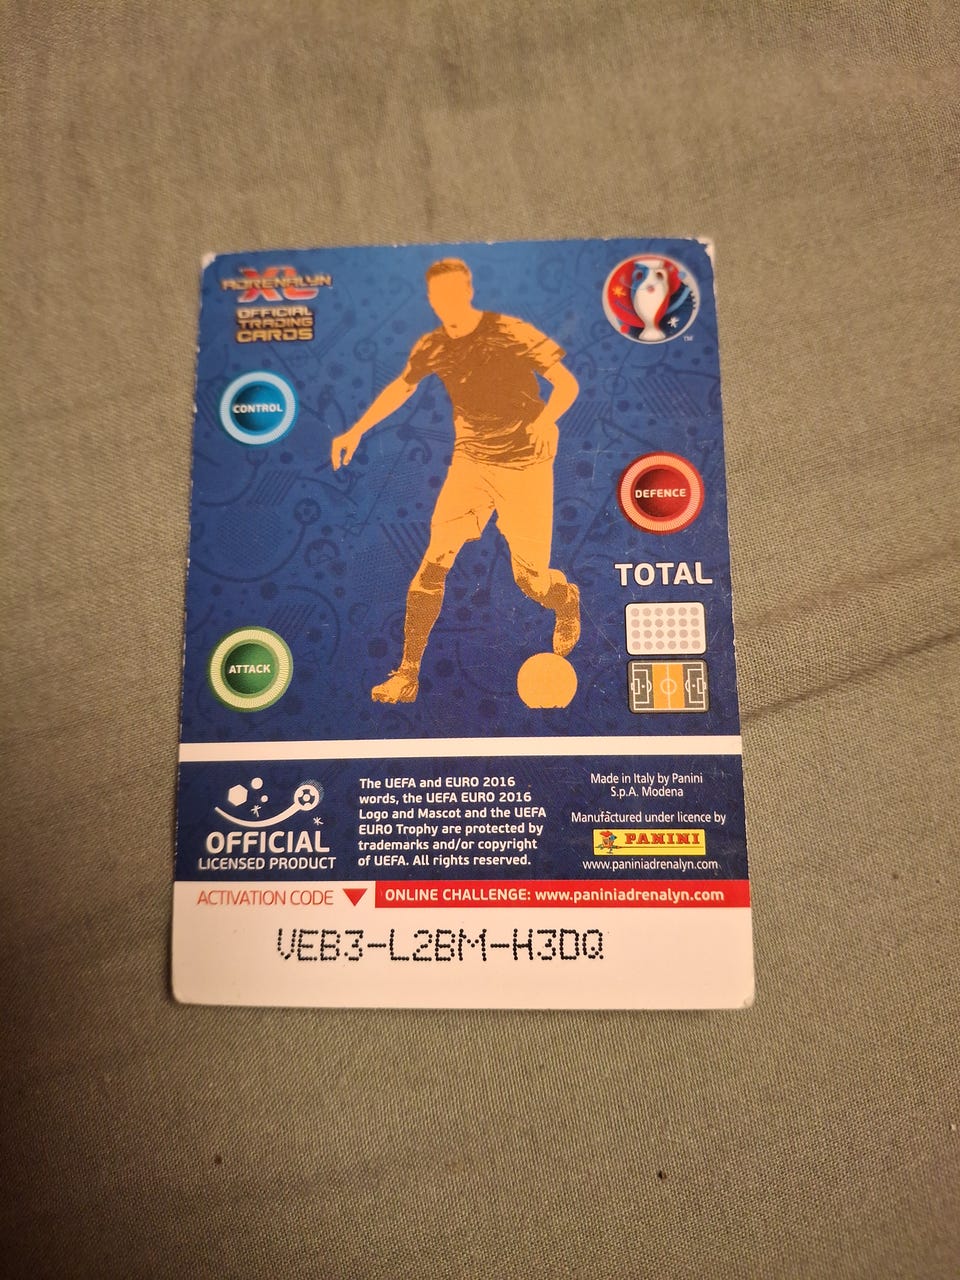 ADRENALYN
XL
OFFICIAL
TRADING
CARDS
CONTROL
DEFENCE
TOTAL
ATTACK
OFFICIAL
LICENSED PRODUCT
The UEFA and EURO 2016
words, the UEFA EURO 2016
Logo and Mascot and the UEFA
EURO Trophy are protected by
trademarks and/or copyright
of UEFA. All rights reserved.
Made in Italy by Panini
S.p.A. Modena
Manufactured under licence by
PANINI
www.paniniadrenalyn.com
ACTIVATION CODE
ONLINE CHALLENGE: www.paniniadrenalyn.com
VEB3-L2BM-H3DQ